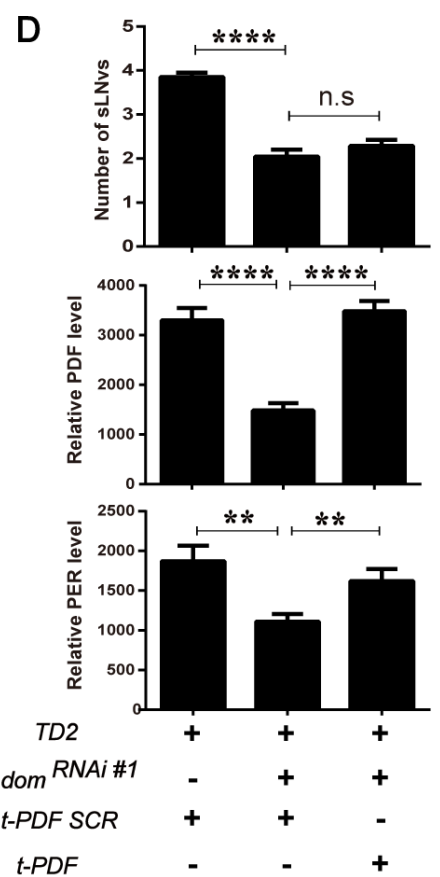 D
Number of sLNvs
5
4
3
2
1
0
****
n.s
Relative PDF level
4000
3000
2000
1000
0
**** ****
Relative PER level
2500
2000
1500
1000
500
0
** **
TD2 + + +
dom RNAi #1 - + +
t-PDF SCR + + -
t-PDF - - +